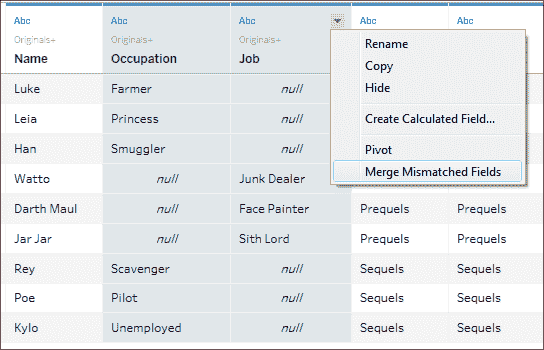 Abc Abc Abc Abc Abc
Originals+ Originals+ Originals+
Name Occupation Job
Rename
Copy
Hide
Create Calculated Field...
Pivot
Merge Mismatched Fields
Luke Farmer null
Leia Princess null
Han Smuggler null
Watto null Junk Dealer
Darth Maul null Face Painter Prequels Prequels
Jar Jar null Sith Lord Prequels Prequels
Rey Scavenger null Sequels Sequels
Poe Pilot null Sequels Sequels
Kylo Unemployed null Sequels Sequels